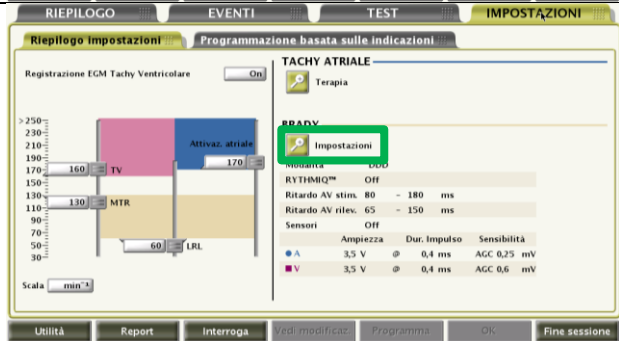 RIEPILOGO EVENTI TEST IMPOSTAZIONI
Riepilogo impostazioni Programmazione basata sulle indicazioni
Registrazione EGM Tachy Ventricolare On
TACHY ATRIALE
Terapia
BRADY
Impostazioni
Modalità DDD
RYTHMIQ™ Off
Ritardo AV stim. 80 - 180 ms
Ritardo AV rilev. 65 - 150 ms
Sensori Off
Ampiezza Dur. Impulso Sensibilità
A 3,5 V @ 0,4 ms AGC 0,25 mV
V 3,5 V @ 0,4 ms AGC 0,6 mV
>250
230
210
190
170
150
130
110
90
70
50
30
Attivaz. atriale
170
160 TV
130 MTR
60 LRL
Scala min⁻¹
Utilità Report Interroga Vedi modificaz. Programma OK Fine sessione